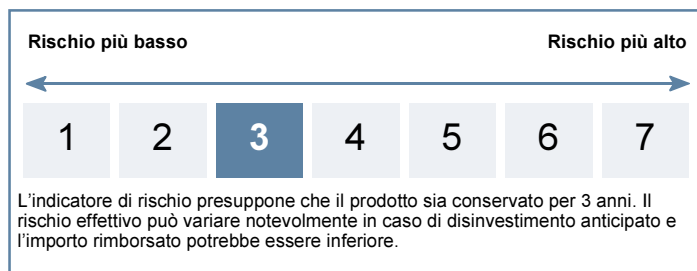 Rischio più basso Rischio più alto
1 2 3 4 5 6 7
L'indicatore di rischio presuppone che il prodotto sia conservato per 3 anni. Il
rischio effettivo può variare notevolmente in caso di disinvestimento anticipato e
l'importo rimborsato potrebbe essere inferiore.